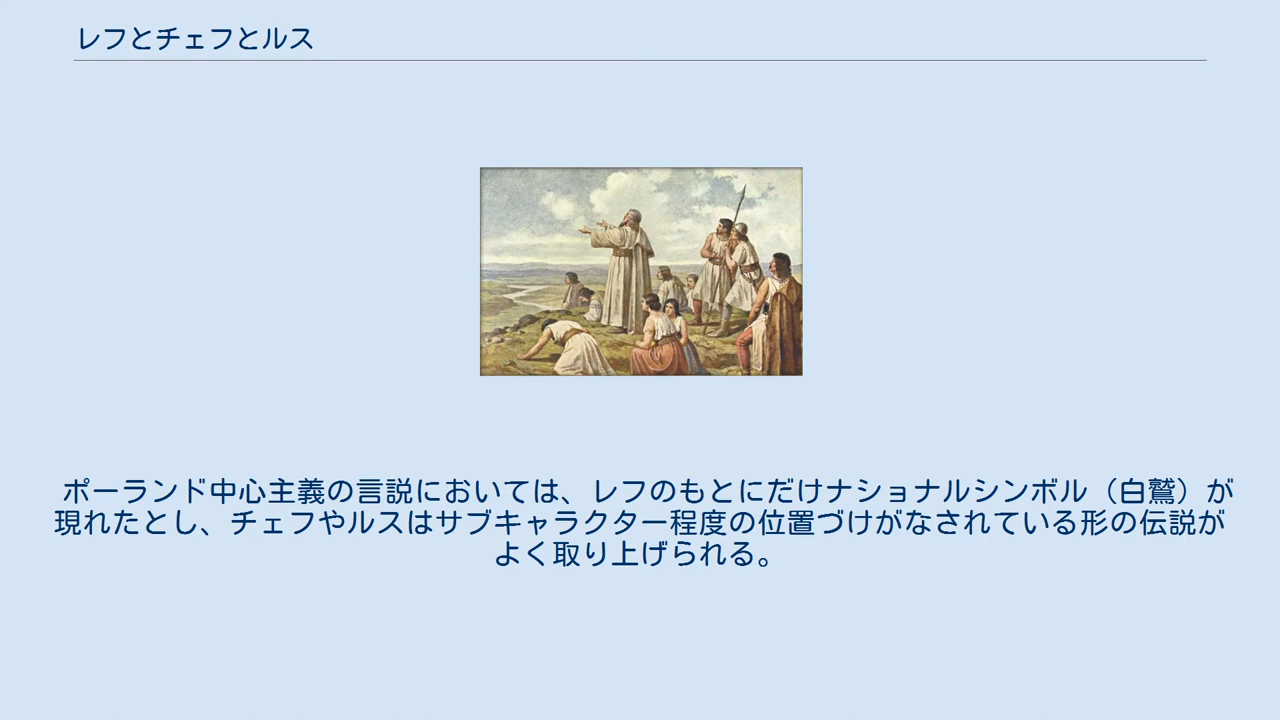 レフとチェフとルス
ポーランド中心主義の言説においては、レフのもとにだけナショナルシンボル（白鷲）が
現れたとし、チェフやルスはサブキャラクター程度の位置づけがなされている形の伝説が
よく取り上げられる。